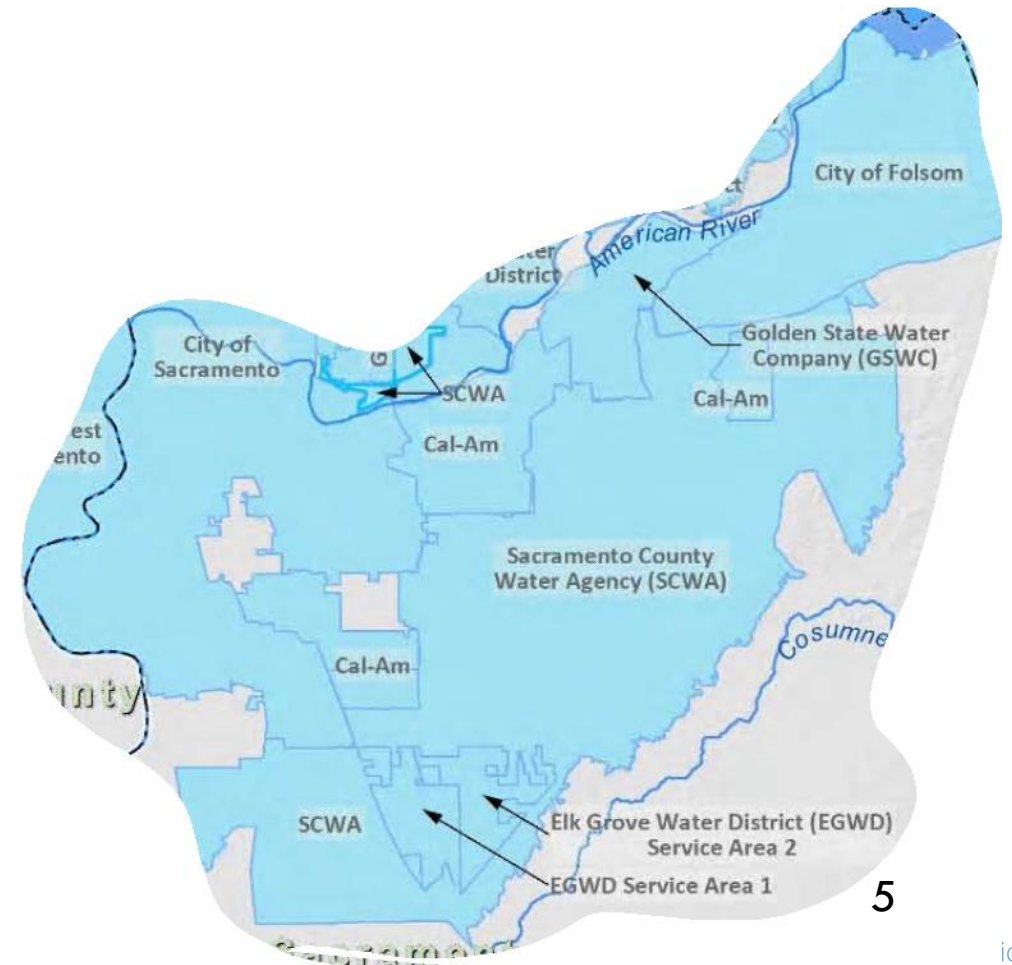 City of Folsom
American River
District
Golden State Water
Company (GSWC)
City of
Sacramento
G
SCWA
Cal-Am
Cal-Am
Sacramento County
Water Agency (SCWA)
Cal-Am
SCWA
Elk Grove Water District (EGWD)
Service Area 2
EGWD Service Area 1
5